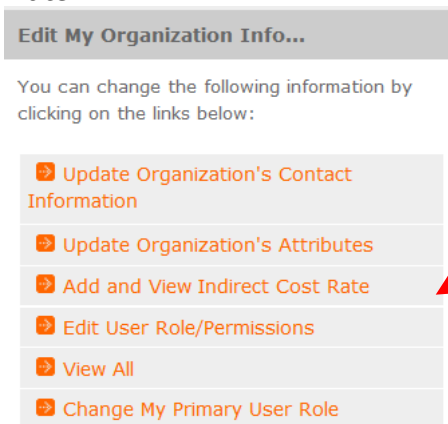 Edit My Organization Info...
You can change the following information by
clicking on the links below:
Update Organization's Contact
Information
Update Organization's Attributes
Add and View Indirect Cost Rate
Edit User Role/Permissions
View All
Change My Primary User Role